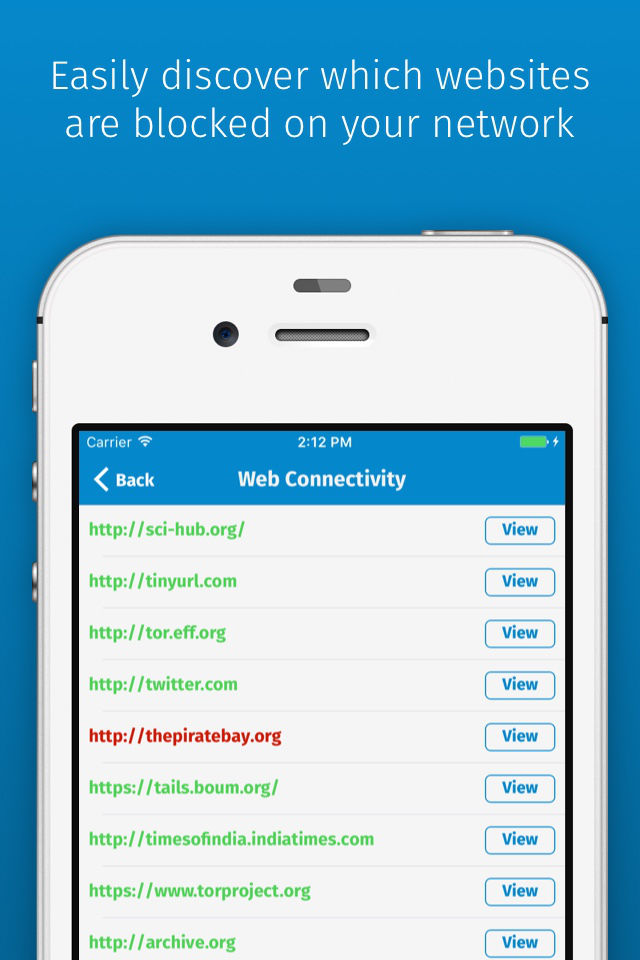 Easily discover which websites
are blocked on your network
Carrier 2:12 PM
Back Web Connectivity
http://sci-hub.org/ View
http://tinyurl.com View
http://tor.eff.org View
http://twitter.com View
http://thepiratebay.org View
https://tails.boum.org/ View
http://timesofindia.indiatimes.com View
https://www.torproject.org View
http://archive.org View